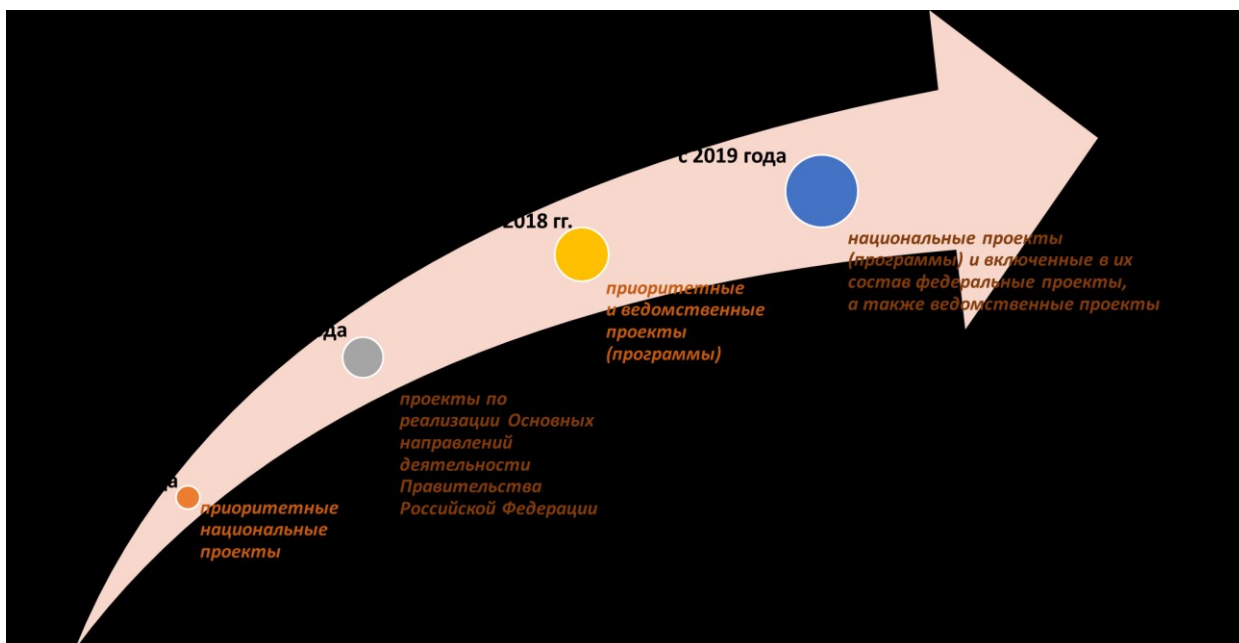 с 2019 года
национальные проекты
(программы) и включенные в их
состав федеральные проекты,
а также ведомственные проекты
2018 гг.
приоритетные
и ведомственные
проекты
(программы)
проекты по
реализации Основных
направлений
деятельности
Правительства
Российской Федерации
приоритетные
национальные
проекты